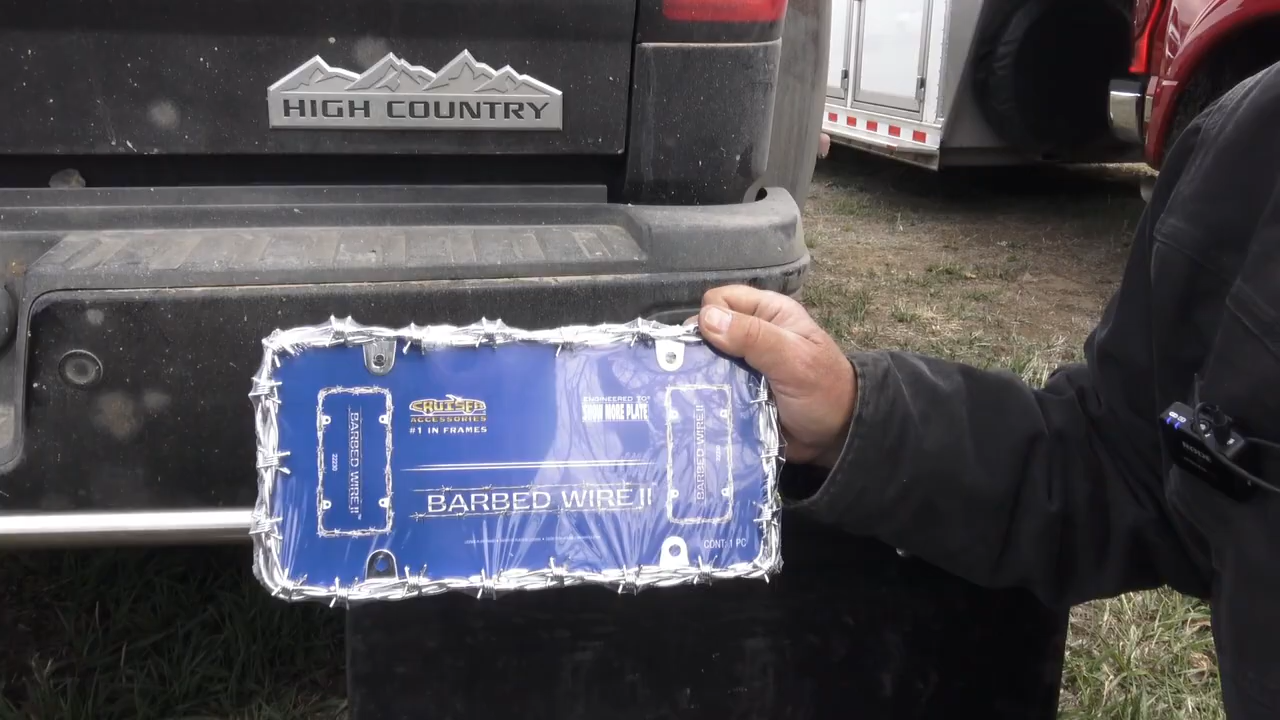 HIGH COUNTRY
CRUISER
ACCESSORIES
#1 IN FRAMES
ENGINEERED TO
SHOW MORE PLATE
BARBED WIRE II
2230
BARBED WIRE II
BARBED WIRE II
CONT: 1 PC